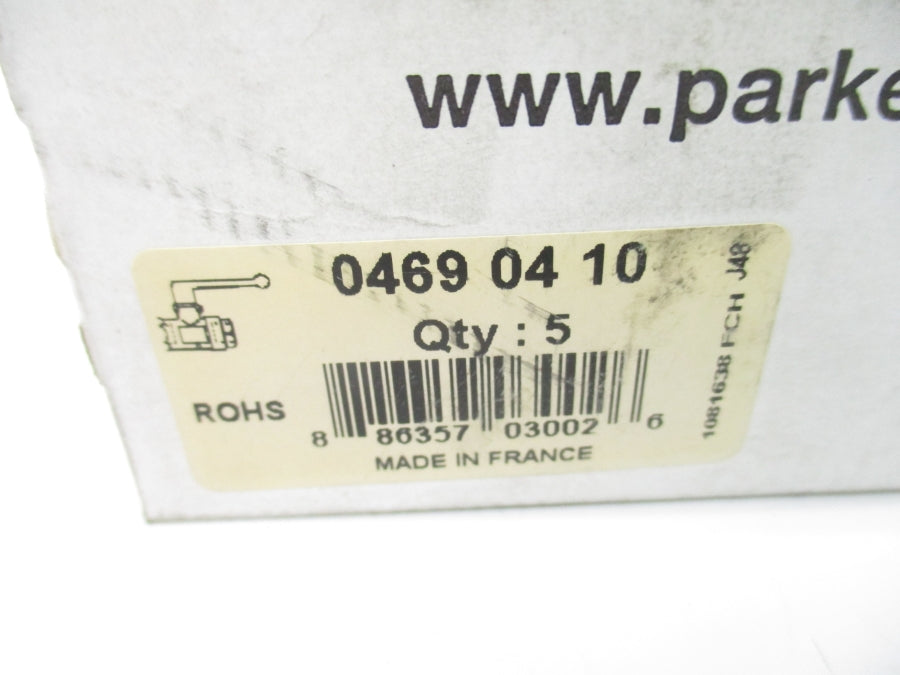 www.parke
0469 04 10
Qty : 5
ROHS
8 86357 03002 6
MADE IN FRANCE
1081638 FCH J48